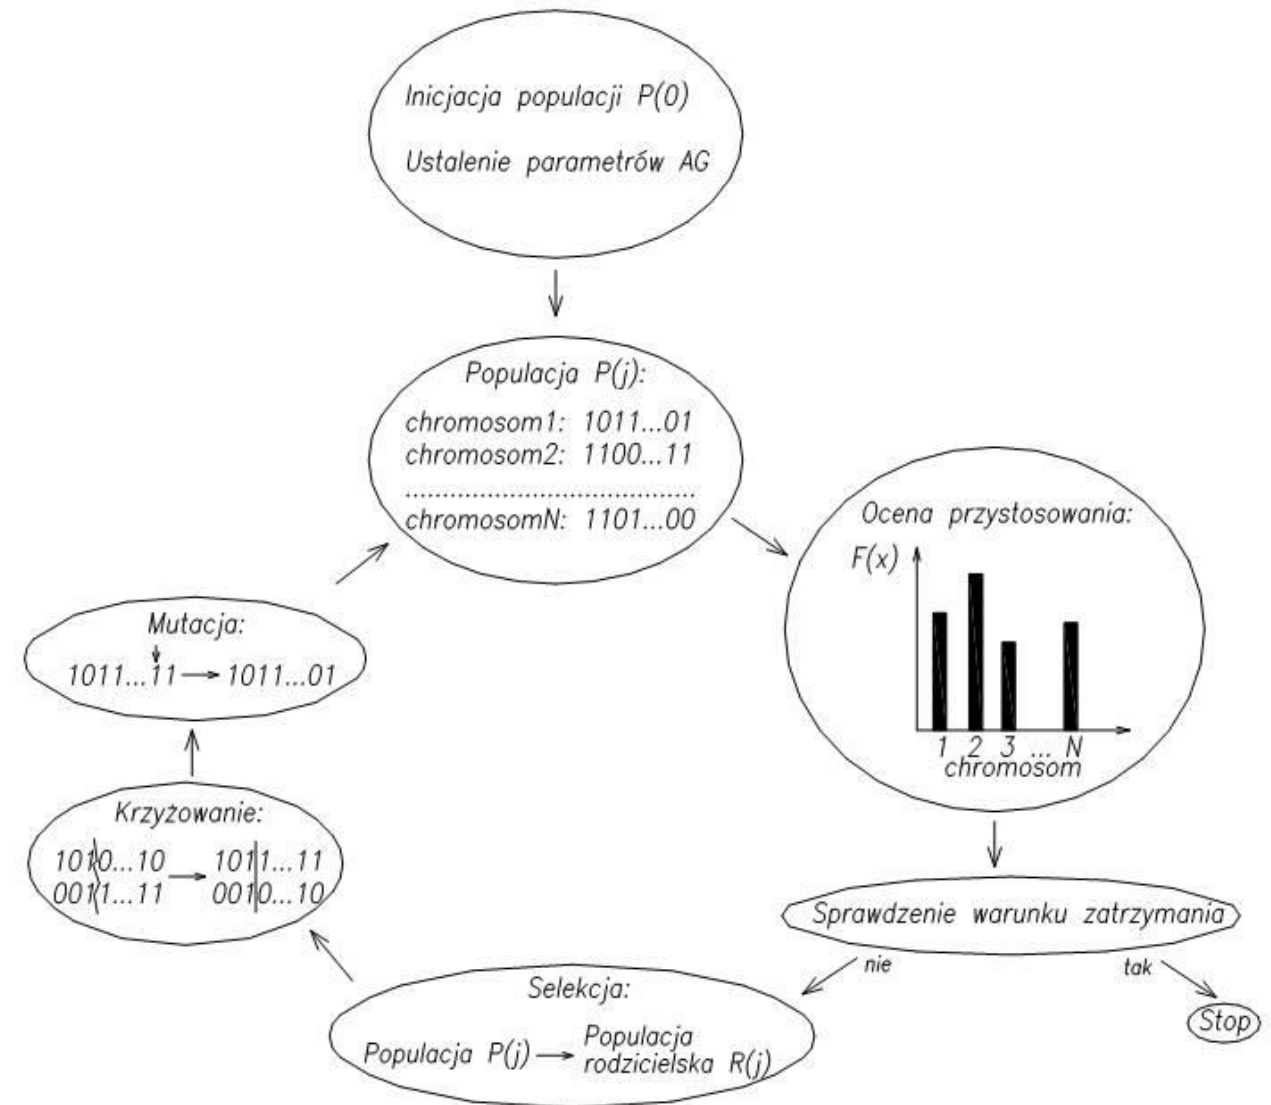 Inicjacja populacji P(0)
Ustalenie parametrów AG
Populacja P(j):
chromosom1: 1011...01
chromosom2: 1100...11
.......................................
chromosomN: 1101...00
Ocena przystosowania:
F(x)
1 2 3 ... N
chromosom
Mutacja:
1011...11 → 1011...01
Krzyżowanie:
1010...10 → 1011...11
0011...11 0010...10
Sprawdzenie warunku zatrzymania
nie
tak
Stop
Selekcja:
Populacja P(j) → Populacja
rodzicielska R(j)